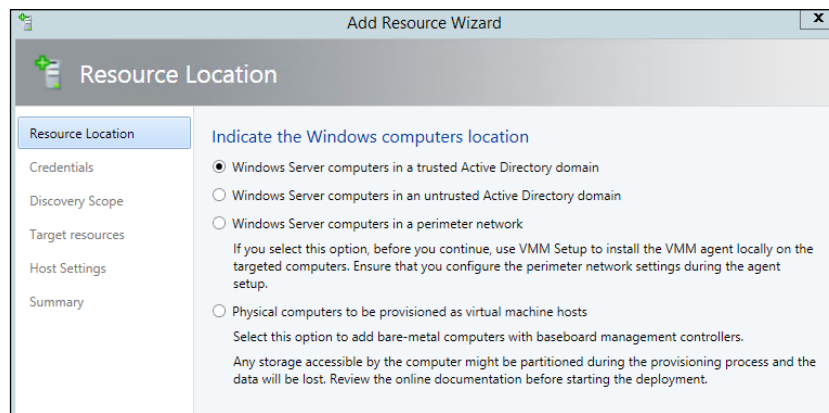 Add Resource Wizard
x
Resource Location
Resource Location
Credentials
Discovery Scope
Target resources
Host Settings
Summary
Indicate the Windows computers location
Windows Server computers in a trusted Active Directory domain
Windows Server computers in an untrusted Active Directory domain
Windows Server computers in a perimeter network
If you select this option, before you continue, use VMM Setup to install the VMM agent locally on the
targeted computers. Ensure that you configure the perimeter network settings during the agent
setup.
Physical computers to be provisioned as virtual machine hosts
Select this option to add bare-metal computers with baseboard management controllers.
Any storage accessible by the computer might be partitioned during the provisioning process and the
data will be lost. Review the online documentation before starting the deployment.